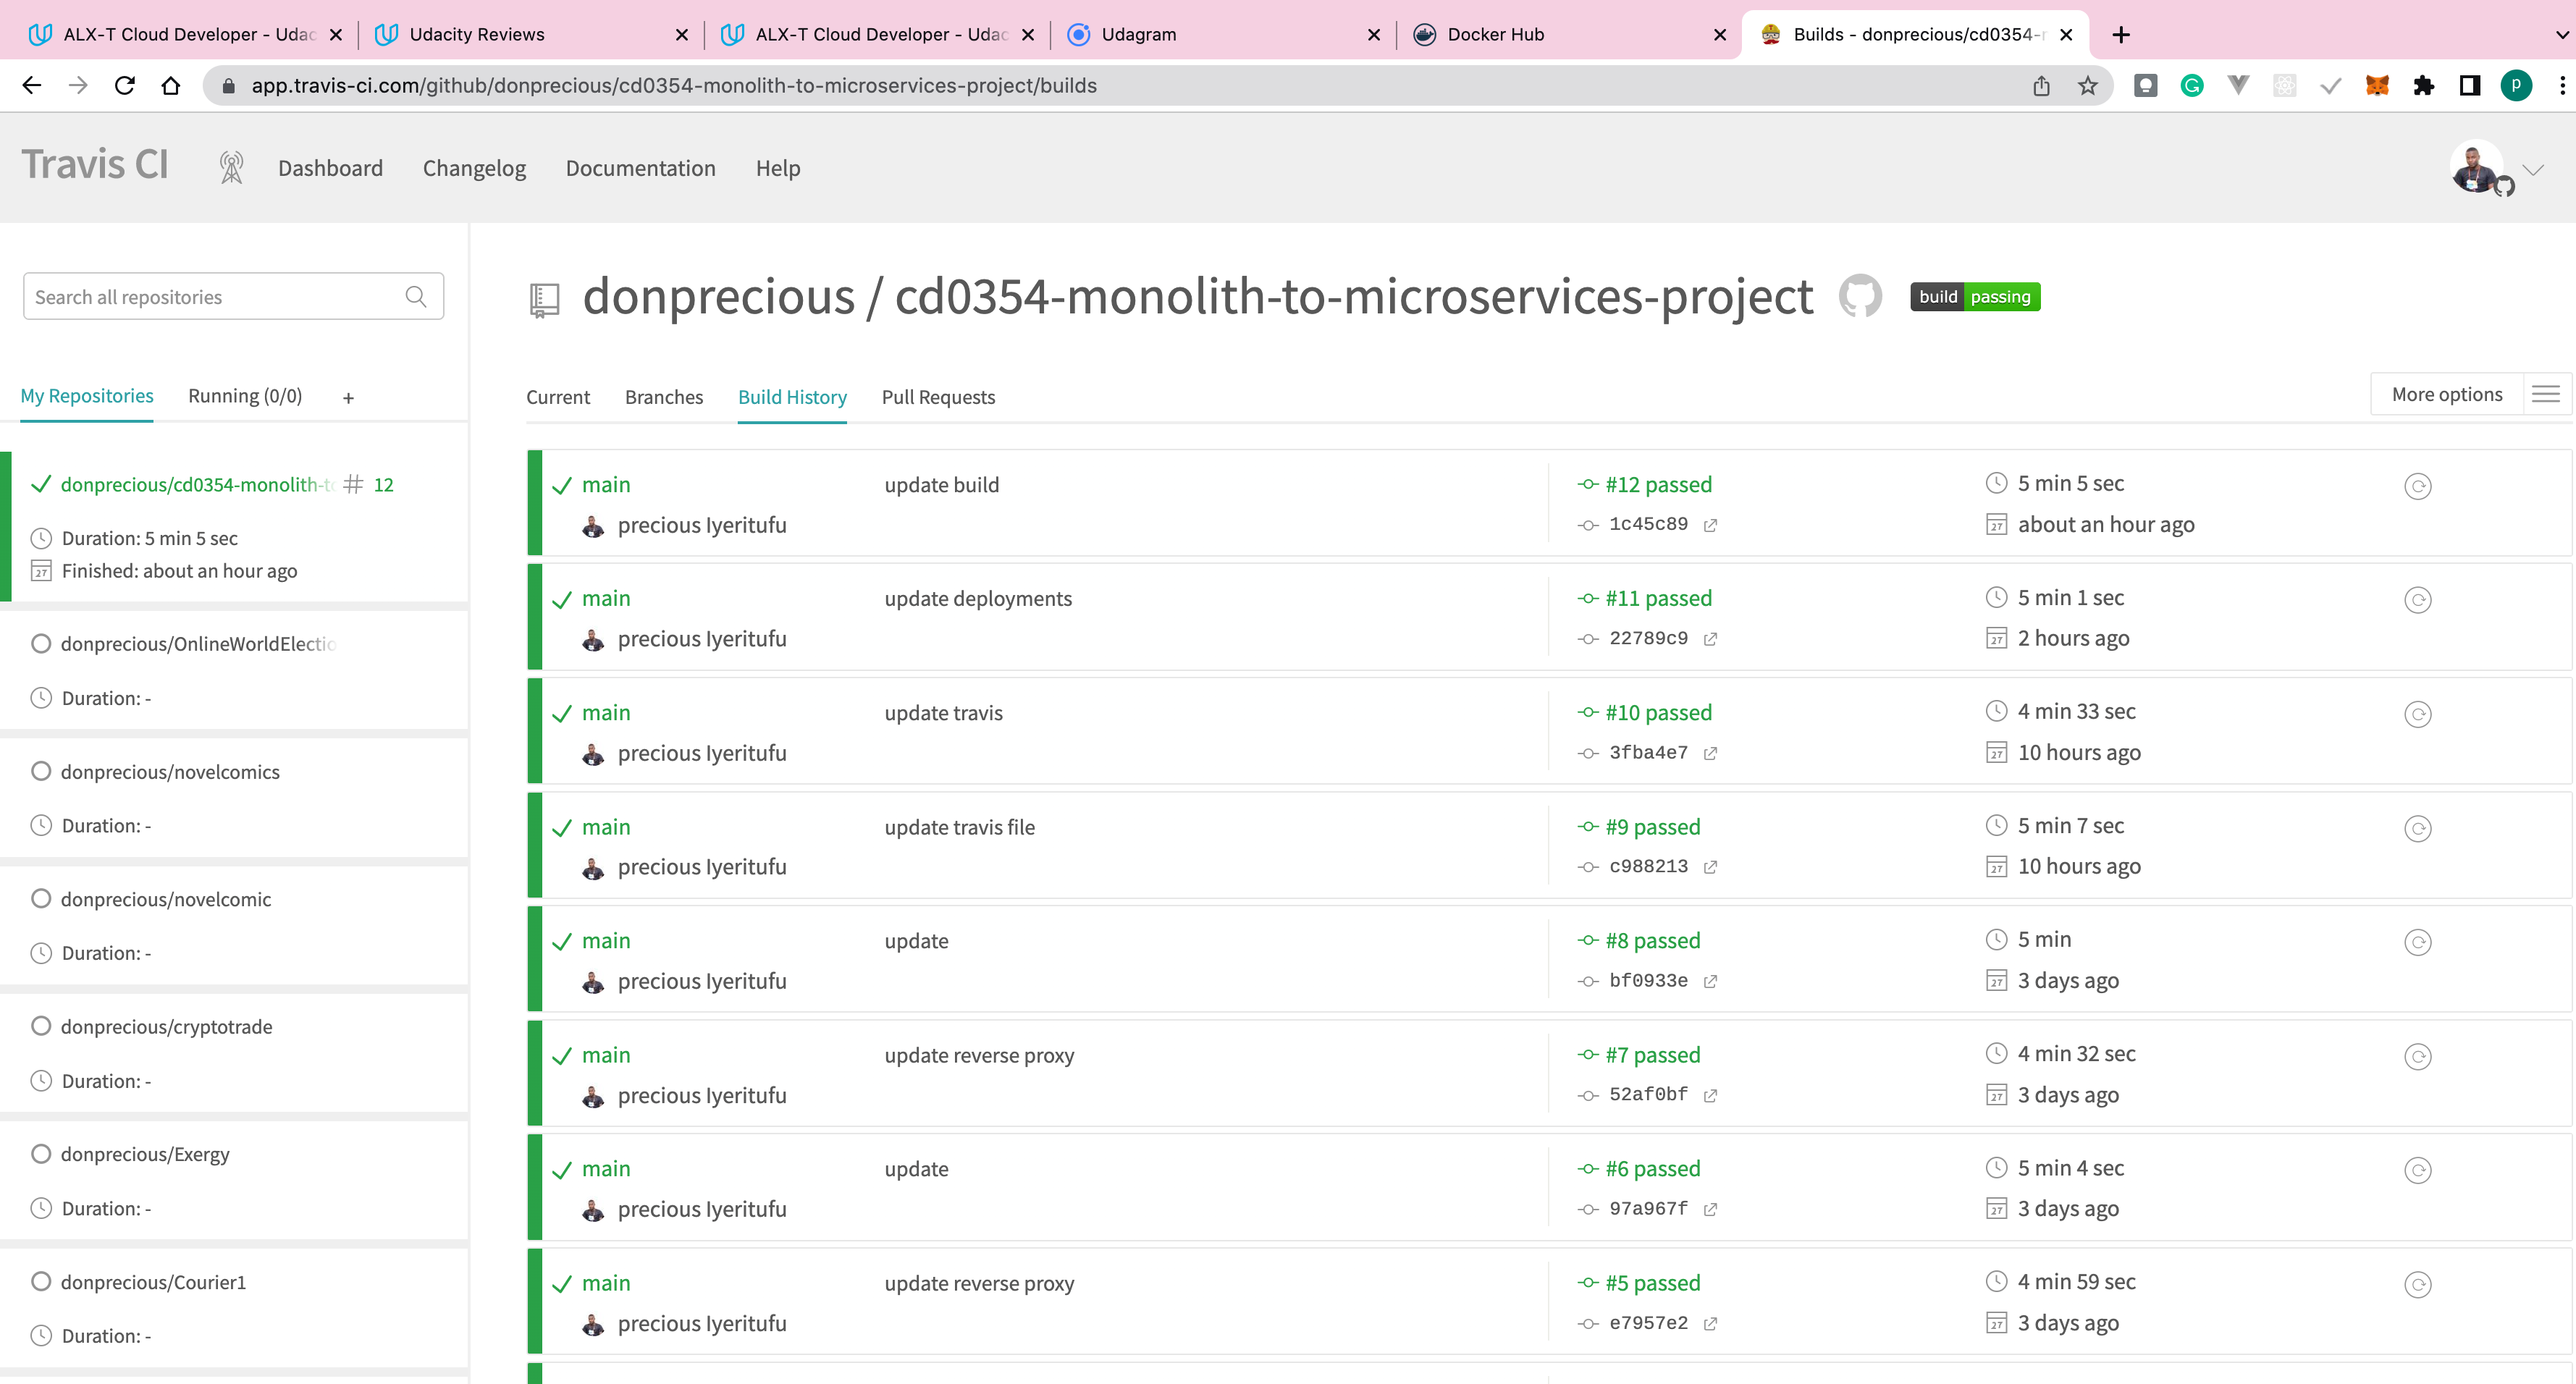 ALX-T Cloud Developer - Udac
Udacity Reviews
ALX-T Cloud Developer - Udac
Udagram
Docker Hub
Builds - donprecious/cd0354-
app.travis-ci.com/github/donprecious/cd0354-monolith-to-microservices-project/builds
p
Travis CI
Dashboard
Changelog
Documentation
Help
Search all repositories
My Repositories
Running (0/0)
+
donprecious/cd0354-monolith-to
# 12
Duration: 5 min 5 sec
27 Finished: about an hour ago
donprecious/OnlineWorldElectio
Duration: -
donprecious/novelcomics
Duration: -
donprecious/novelcomic
Duration: -
donprecious/cryptotrade
Duration: -
donprecious/Exergy
Duration: -
donprecious/Courier1
Duration: -
donprecious / cd0354-monolith-to-microservices-project
build passing
Current
Branches
Build History
Pull Requests
More options
main update build #12 passed 5 min 5 sec
precious Iyeritufu 1c45c89 27 about an hour ago
main update deployments #11 passed 5 min 1 sec
precious Iyeritufu 22789c9 27 2 hours ago
main update travis #10 passed 4 min 33 sec
precious Iyeritufu 3fba4e7 27 10 hours ago
main update travis file #9 passed 5 min 7 sec
precious Iyeritufu c988213 27 10 hours ago
main update #8 passed 5 min
precious Iyeritufu bf0933e 27 3 days ago
main update reverse proxy #7 passed 4 min 32 sec
precious Iyeritufu 52af0bf 27 3 days ago
main update #6 passed 5 min 4 sec
precious Iyeritufu 97a967f 27 3 days ago
main update reverse proxy #5 passed 4 min 59 sec
precious Iyeritufu e7957e2 27 3 days ago